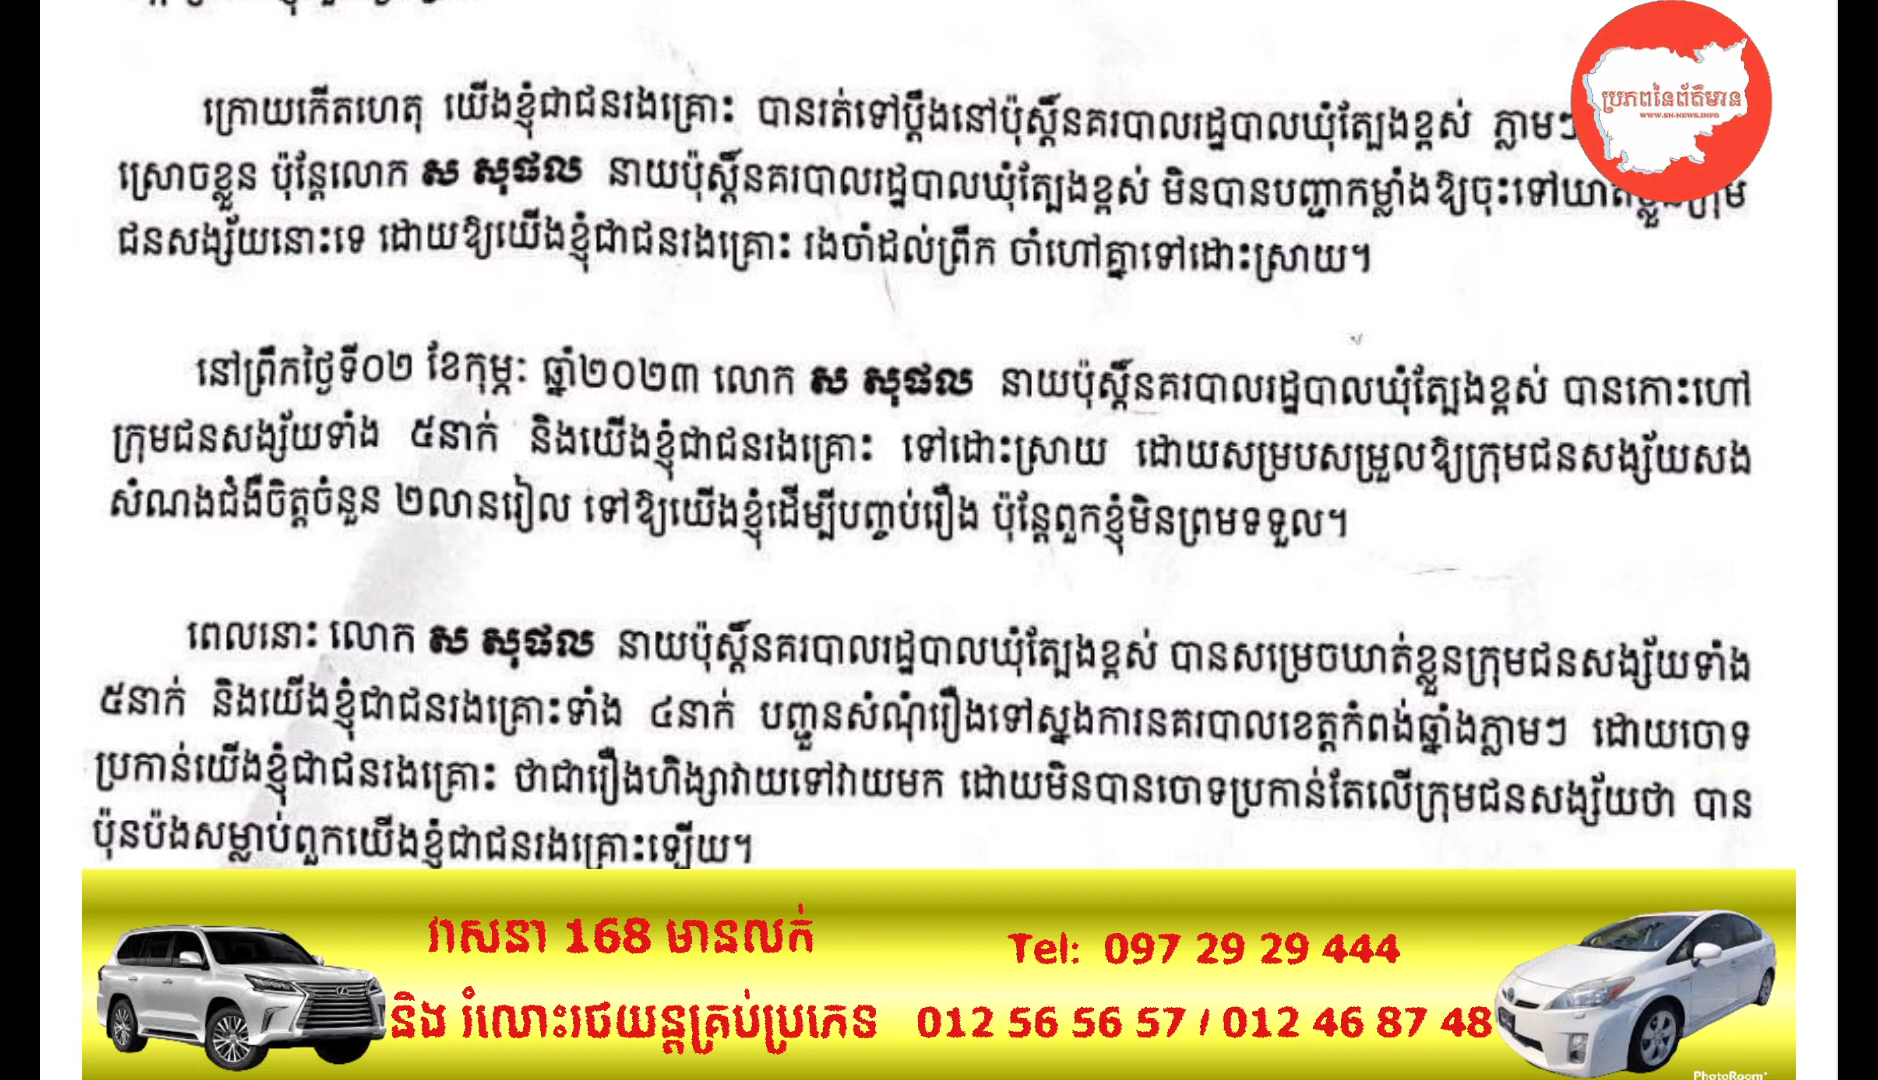 ប្រភពនៃព័ត៌មាន
WWW.SN-NEWS.INFO
ក្រោយកើតហេតុ យើងខ្ញុំជាជនរងគ្រោះ បានរត់ទៅប្តឹងនៅប៉ុស្តិ៍នគរបាលរដ្ឋបាលឃុំត្បែងខ្ពស់ ភ្លាមៗ
ស្រោចខ្លួន ប៉ុន្តែលោក ស សុផល នាយប៉ុស្តិ៍នគរបាលរដ្ឋបាលឃុំត្បែងខ្ពស់ មិនបានបញ្ជាកម្លាំងឱ្យចុះទៅឃាត់ខ្លួនក្រុម
ជនសង្ស័យនោះទេ ដោយឱ្យយើងខ្ញុំជាជនរងគ្រោះ រងចាំដល់ព្រឹក ចាំហៅគ្នាទៅដោះស្រាយ។
នៅព្រឹកថ្ងៃទី០២ ខែកុម្ភៈ ឆ្នាំ២០២៣ លោក ស សុផល នាយប៉ុស្តិ៍នគរបាលរដ្ឋបាលឃុំត្បែងខ្ពស់ បានកោះហៅ
ក្រុមជនសង្ស័យទាំង ៥នាក់ និងយើងខ្ញុំជាជនរងគ្រោះ ទៅដោះស្រាយ ដោយសម្របសម្រួលឱ្យក្រុមជនសង្ស័យសង
សំណងជំងឺចិត្តចំនួន ២លានរៀល ទៅឱ្យយើងខ្ញុំដើម្បីបញ្ចប់រឿង ប៉ុន្តែពួកខ្ញុំមិនព្រមទទួល។
ពេលនោះ លោក ស សុផល នាយប៉ុស្តិ៍នគរបាលរដ្ឋបាលឃុំត្បែងខ្ពស់ បានសម្រេចឃាត់ខ្លួនក្រុមជនសង្ស័យទាំង
៥នាក់ និងយើងខ្ញុំជាជនរងគ្រោះទាំង ៤នាក់ បញ្ជូនសំណុំរឿងទៅស្នងការនគរបាលខេត្តកំពង់ឆ្នាំងភ្លាមៗ ដោយចោទ
ប្រកាន់យើងខ្ញុំជាជនរងគ្រោះ ថាជារឿងហិង្សាវាយទៅវាយមក ដោយមិនបានចោទប្រកាន់តែលើក្រុមជនសង្ស័យថា បាន
ប៉ុនប៉ងសម្លាប់ពួកយើងខ្ញុំជាជនរងគ្រោះឡើយ។
វាសនា 168 មានលក់
Tel: 097 29 29 444
និង រំលោះរថយន្តគ្រប់ប្រភេទ 012 56 56 57 / 012 46 87 48
PhotoRoom